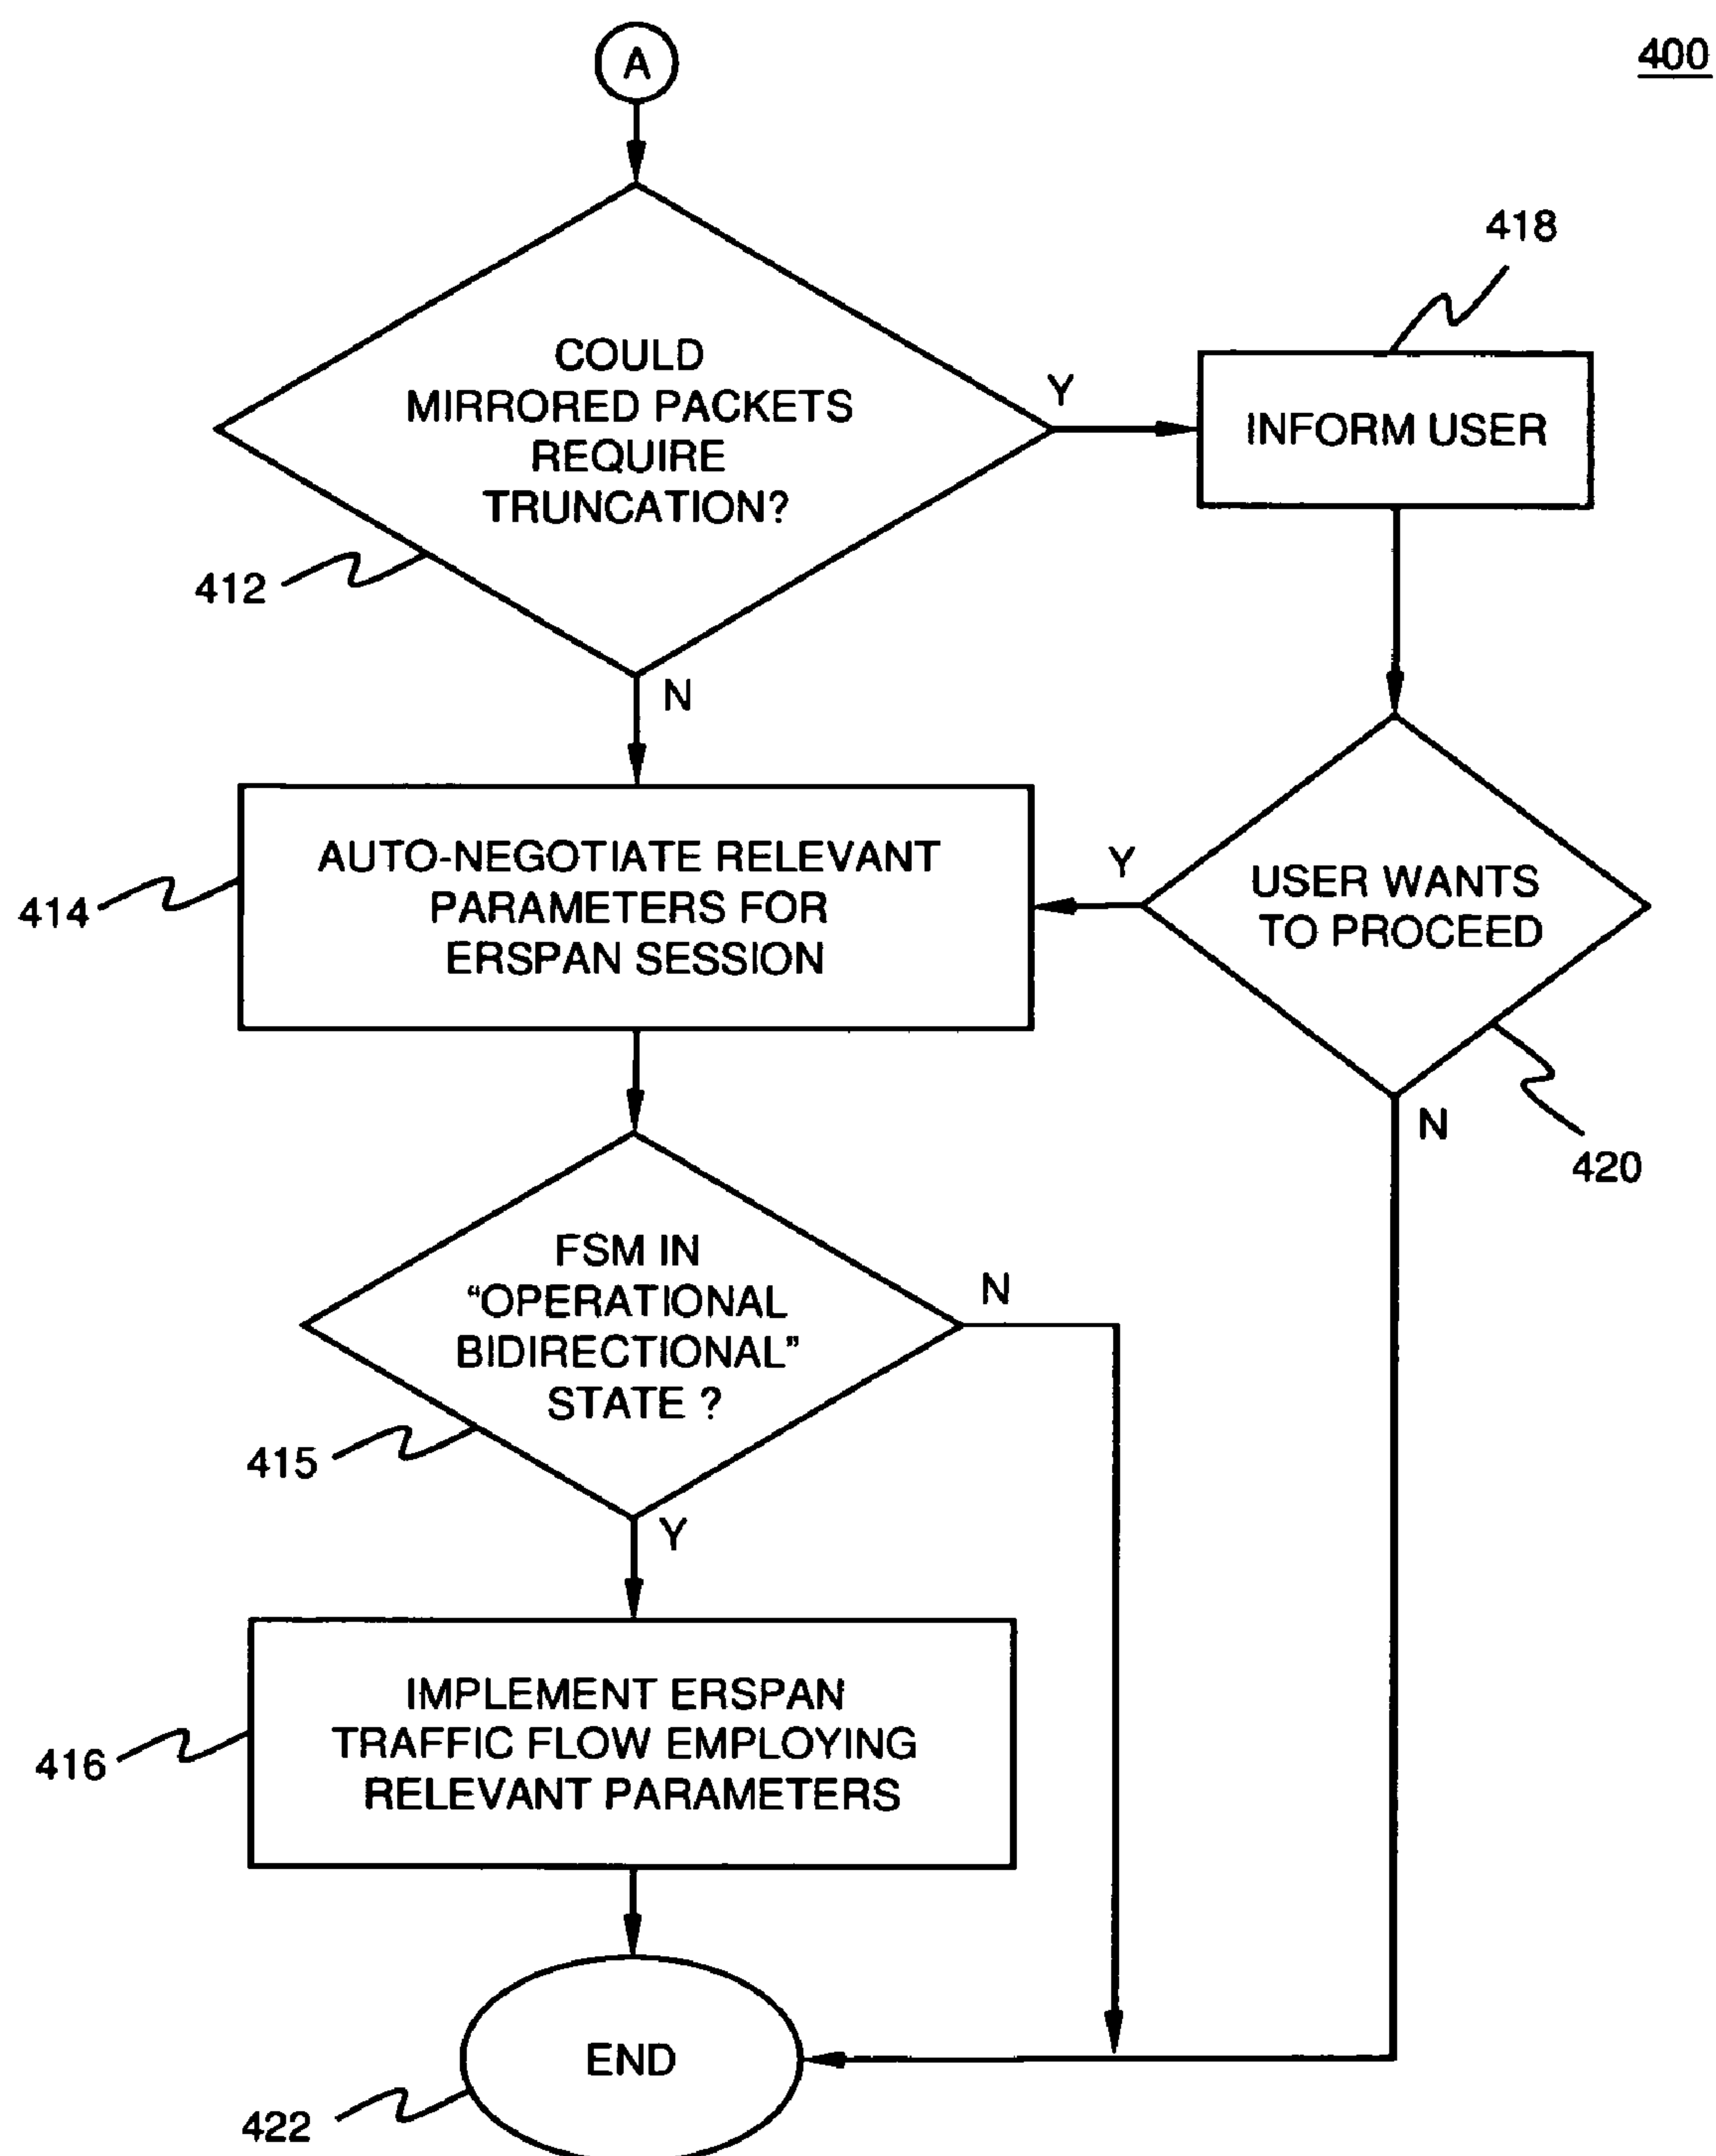 400
A
COULD
MIRRORED PACKETS
REQUIRE
TRUNCATION?
412
Y
N
418
INFORM USER
AUTO-NEGOTIATE RELEVANT
PARAMETERS FOR
ERSPAN SESSION
414
Y
USER WANTS
TO PROCEED
N
420
FSM IN
“OPERATIONAL
BIDIRECTIONAL”
STATE ?
415
N
Y
IMPLEMENT ERSPAN
TRAFFIC FLOW EMPLOYING
RELEVANT PARAMETERS
416
END
422